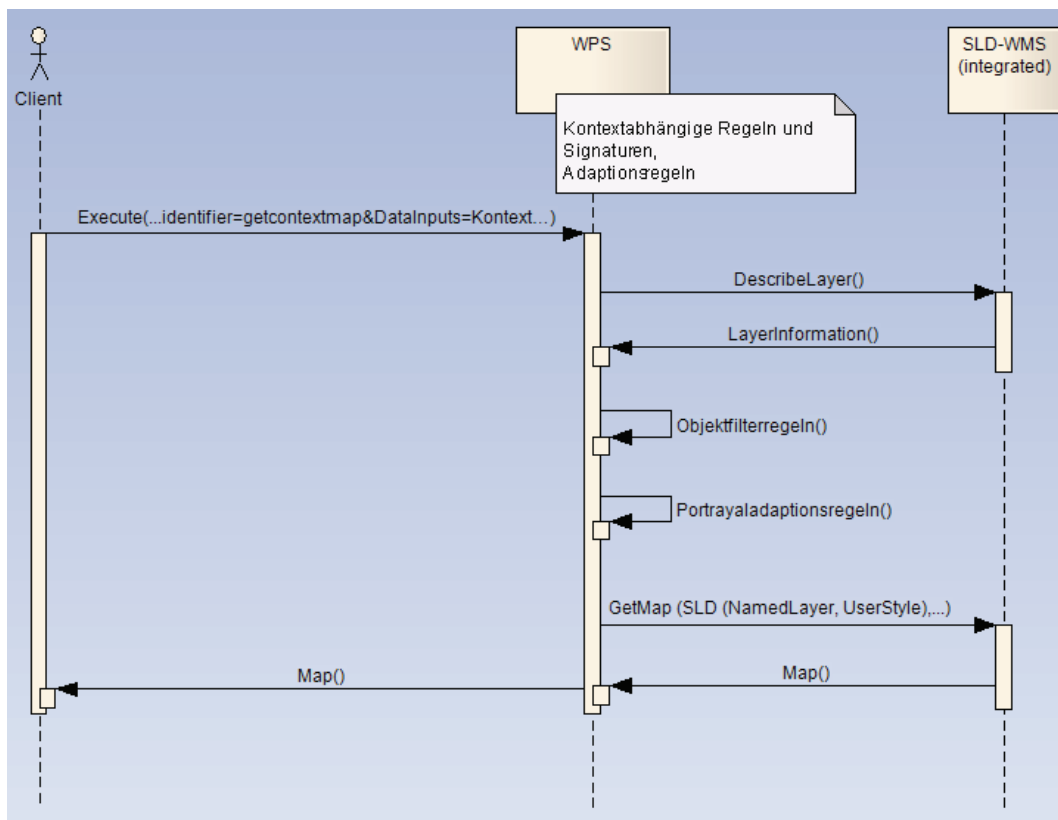 Client
WPS
SLD-WMS
(integrated)
Kontextabhängige Regeln und
Signaturen,
Adaptionsregeln
Execute(...identifier=getcontextmap&DataInputs=Kontext...)
DescribeLayer()
LayerInformation()
Objektfilterregeln()
Portrayaladaptionsregeln()
GetMap (SLD (NamedLayer, UserStyle),...)
Map()
Map()